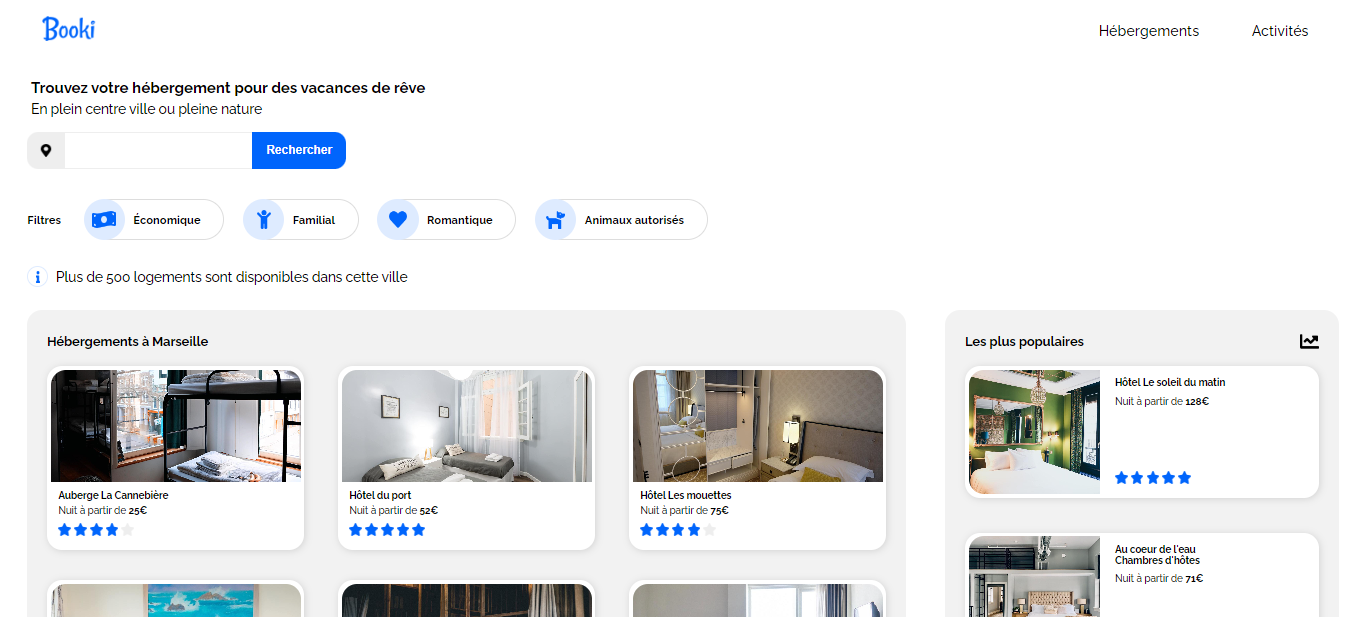 Booki
Hébergements
Activités
Trouvez votre hébergement pour des vacances de rêve
En plein centre ville ou pleine nature
Rechercher
Filtres
Économique
Familial
Romantique
Animaux autorisés
Plus de 500 logements sont disponibles dans cette ville
Hébergements à Marseille
Auberge La Cannebière
Nuit à partir de 25€
Hôtel du port
Nuit à partir de 52€
Hôtel Les mouettes
Nuit à partir de 75€
Les plus populaires
Hôtel Le soleil du matin
Nuit à partir de 128€
Au coeur de l'eau
Chambres d'hôtes
Nuit à partir de 71€